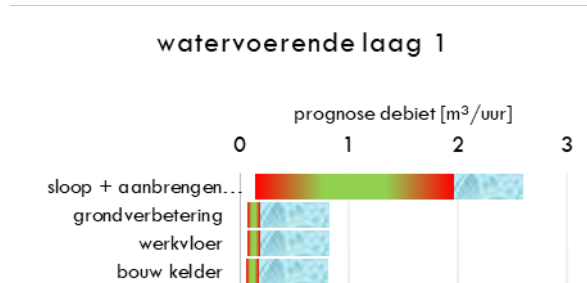 watervoerende laag 1
prognose debiet [m³/uur]
0 1 2 3
sloop + aanbrengen...
grondverbetering
werkvloer
bouw kelder